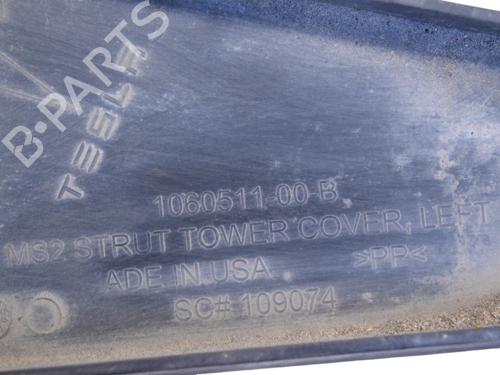 B-PARTS
TESLA
1060511-00-B
MS2 STRUT TOWER COVER, LEFT
ADE IN USA >PP<
SC# 109074